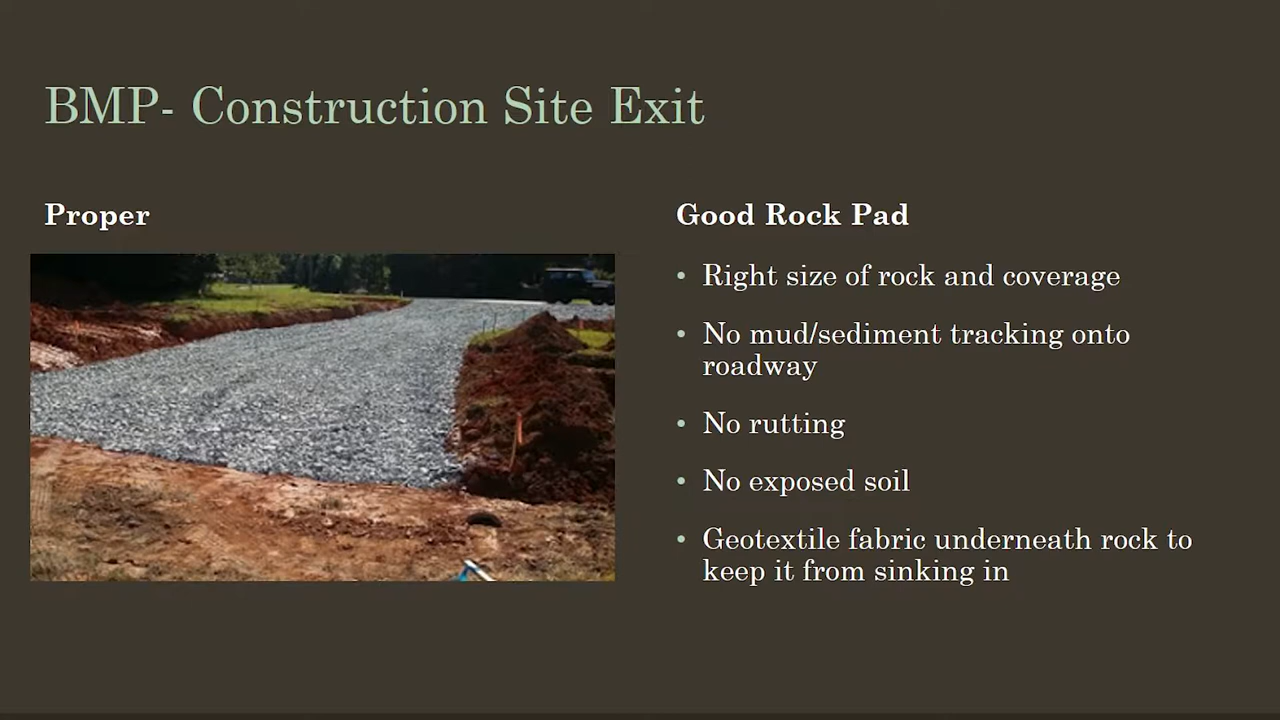 BMP- Construction Site Exit
Proper
Good Rock Pad
• Right size of rock and coverage
• No mud/sediment tracking onto
roadway
• No rutting
• No exposed soil
• Geotextile fabric underneath rock to
keep it from sinking in